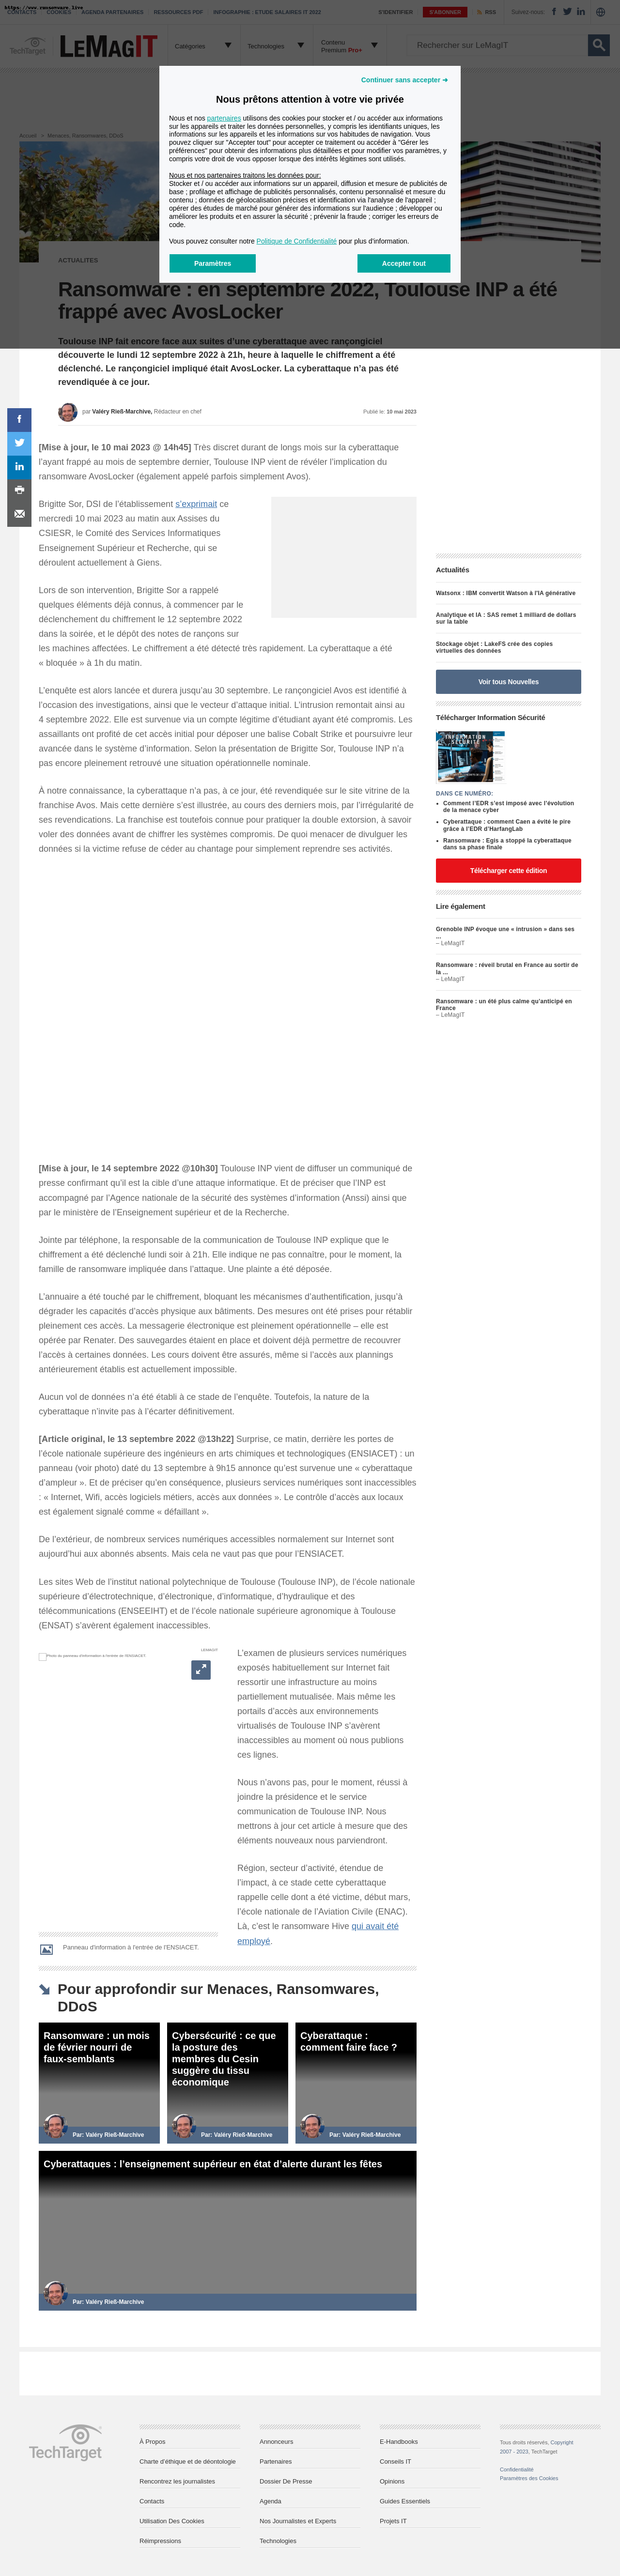 https://www.ransomware.live
CONTACTS COOKIES AGENDA PARTENAIRES RESSOURCES PDF INFOGRAPHIE : ETUDE SALAIRES IT 2022 S'IDENTIFIER S'ABONNER RSS Suivez-nous:
TechTarget LeMagIT Catégories Technologies Contenu
Premium Pro+
Rechercher sur LeMagIT
Continuer sans accepter ➔
Nous prêtons attention à votre vie privée
Nous et nos partenaires utilisons des cookies pour stocker et / ou accéder aux informations
sur les appareils et traiter les données personnelles, y compris les identifiants uniques, les
informations sur les appareils et les informations sur vos habitudes de navigation. Vous
pouvez cliquer sur "Accepter tout" pour accepter ce traitement ou accéder à "Gérer les
préférences" pour obtenir des informations plus détaillées et pour modifier vos paramètres, y
compris votre droit de vous opposer lorsque des intérêts légitimes sont utilisés.
Nous et nos partenaires traitons les données pour:
Stocker et / ou accéder aux informations sur un appareil, diffusion et mesure de publicités de
base ; profilage et affichage de publicités personnalisés, contenu personnalisé et mesure du
contenu ; données de géolocalisation précises et identification via l'analyse de l'appareil ;
opérer des études de marché pour générer des informations sur l'audience ; développer ou
améliorer les produits et en assurer la sécurité ; prévenir la fraude ; corriger les erreurs de
code.
Vous pouvez consulter notre Politique de Confidentialité pour plus d'information.
Paramètres Accepter tout
Accueil > Menaces, Ransomwares, DDoS
ACTUALITES
Ransomware : en septembre 2022, Toulouse INP a été
frappé avec AvosLocker
Toulouse INP fait encore face aux suites d'une cyberattaque avec rançongiciel
découverte le lundi 12 septembre 2022 à 21h, heure à laquelle le chiffrement a été
déclenché. Le rançongiciel impliqué était AvosLocker. La cyberattaque n'a pas été
revendiquée à ce jour.
par Valéry Rieß-Marchive, Rédacteur en chef
Publié le: 10 mai 2023
[Mise à jour, le 10 mai 2023 @ 14h45] Très discret durant de longs mois sur la cyberattaque
l'ayant frappé au mois de septembre dernier, Toulouse INP vient de révéler l'implication du
ransomware AvosLocker (également appelé parfois simplement Avos).
Brigitte Sor, DSI de l'établissement s'exprimait ce
mercredi 10 mai 2023 au matin aux Assises du
CSIESR, le Comité des Services Informatiques
Enseignement Supérieur et Recherche, qui se
déroulent actuellement à Giens.
Lors de son intervention, Brigitte Sor a rappelé
quelques éléments déjà connus, à commencer par le
déclenchement du chiffrement le 12 septembre 2022
dans la soirée, et le dépôt des notes de rançons sur
les machines affectées. Le chiffrement a été détecté très rapidement. La cyberattaque a été
« bloquée » à 1h du matin.
L'enquête est alors lancée et durera jusqu'au 30 septembre. Le rançongiciel Avos est identifié à
l'occasion des investigations, ainsi que le vecteur d'attaque initial. L'intrusion remontait ainsi au
4 septembre 2022. Elle est survenue via un compte légitime d'étudiant ayant été compromis. Les
assaillants ont profité de cet accès initial pour déposer une balise Cobalt Strike et poursuivre leur
avancée dans le système d'information. Selon la présentation de Brigitte Sor, Toulouse INP n'a
pas encore pleinement retrouvé une situation opérationnelle nominale.
À notre connaissance, la cyberattaque n'a pas, à ce jour, été revendiquée sur le site vitrine de la
franchise Avos. Mais cette dernière s'est illustrée, au cours des derniers mois, par l'irrégularité de
ses revendications. La franchise est toutefois connue pour pratiquer la double extorsion, à savoir
voler des données avant de chiffrer les systèmes compromis. De quoi menacer de divulguer les
données si la victime refuse de céder au chantage pour simplement reprendre ses activités.
[Mise à jour, le 14 septembre 2022 @10h30] Toulouse INP vient de diffuser un communiqué de
presse confirmant qu'il est la cible d'une attaque informatique. Et de préciser que l'INP est
accompagné par l'Agence nationale de la sécurité des systèmes d'information (Anssi) ainsi que
par le ministère de l'Enseignement supérieur et de la Recherche.
Jointe par téléphone, la responsable de la communication de Toulouse INP explique que le
chiffrement a été déclenché lundi soir à 21h. Elle indique ne pas connaître, pour le moment, la
famille de ransomware impliquée dans l'attaque. Une plainte a été déposée.
L'annuaire a été touché par le chiffrement, bloquant les mécanismes d'authentification, jusqu'à
dégrader les capacités d'accès physique aux bâtiments. Des mesures ont été prises pour rétablir
pleinement ces accès. La messagerie électronique est pleinement opérationnelle – elle est
opérée par Renater. Des sauvegardes étaient en place et doivent déjà permettre de recouvrer
l'accès à certaines données. Les cours doivent être assurés, même si l'accès aux plannings
antérieurement établis est actuellement impossible.
Aucun vol de données n'a été établi à ce stade de l'enquête. Toutefois, la nature de la
cyberattaque n'invite pas à l'écarter définitivement.
[Article original, le 13 septembre 2022 @13h22] Surprise, ce matin, derrière les portes de
l'école nationale supérieure des ingénieurs en arts chimiques et technologiques (ENSIACET) : un
panneau (voir photo) daté du 13 septembre à 9h15 annonce qu'est survenue une « cyberattaque
d'ampleur ». Et de préciser qu'en conséquence, plusieurs services numériques sont inaccessibles
: « Internet, Wifi, accès logiciels métiers, accès aux données ». Le contrôle d'accès aux locaux
est également signalé comme « défaillant ».
De l'extérieur, de nombreux services numériques accessibles normalement sur Internet sont
aujourd'hui aux abonnés absents. Mais cela ne vaut pas que pour l'ENSIACET.
Les sites Web de l'institut national polytechnique de Toulouse (Toulouse INP), de l'école nationale
supérieure d'électrotechnique, d'électronique, d'informatique, d'hydraulique et des
télécommunications (ENSEEIHT) et de l'école nationale supérieure agronomique à Toulouse
(ENSAT) s'avèrent également inaccessibles.
LEMAGIT
Photo du panneau d'information à l'entrée de l'ENSIACET.
Panneau d'information à l'entrée de l'ENSIACET.
L'examen de plusieurs services numériques
exposés habituellement sur Internet fait
ressortir une infrastructure au moins
partiellement mutualisée. Mais même les
portails d'accès aux environnements
virtualisés de Toulouse INP s'avèrent
inaccessibles au moment où nous publions
ces lignes.
Nous n'avons pas, pour le moment, réussi à
joindre la présidence et le service
communication de Toulouse INP. Nous
mettrons à jour cet article à mesure que des
éléments nouveaux nous parviendront.
Région, secteur d'activité, étendue de
l'impact, à ce stade cette cyberattaque
rappelle celle dont a été victime, début mars,
l'école nationale de l'Aviation Civile (ENAC).
Là, c'est le ransomware Hive qui avait été
employé.
Pour approfondir sur Menaces, Ransomwares,
DDoS
Ransomware : un mois
de février nourri de
faux-semblants
Par: Valéry Rieß-Marchive
Cybersécurité : ce que
la posture des
membres du Cesin
suggère du tissu
économique
Par: Valéry Rieß-Marchive
Cyberattaque :
comment faire face ?
Par: Valéry Rieß-Marchive
Cyberattaques : l'enseignement supérieur en état d'alerte durant les fêtes
Par: Valéry Rieß-Marchive
Actualités
Watsonx : IBM convertit Watson à l'IA générative
Analytique et IA : SAS remet 1 milliard de dollars
sur la table
Stockage objet : LakeFS crée des copies
virtuelles des données
Voir tous Nouvelles
Télécharger Information Sécurité
INFORMATION
SÉCURITÉ
DANS CE NUMÉRO:
• Comment l'EDR s'est imposé avec l'évolution
de la menace cyber
• Cyberattaque : comment Caen a évité le pire
grâce à l'EDR d'HarfangLab
• Ransomware : Egis a stoppé la cyberattaque
dans sa phase finale
Télécharger cette édition
Lire également
Grenoble INP évoque une « intrusion » dans ses
...
– LeMagIT
Ransomware : réveil brutal en France au sortir de
la ...
– LeMagIT
Ransomware : un été plus calme qu'anticipé en
France
– LeMagIT
TechTarget
À Propos
Charte d'éthique et de déontologie
Rencontrez les journalistes
Contacts
Utilisation Des Cookies
Réimpressions
Annonceurs
Partenaires
Dossier De Presse
Agenda
Nos Journalistes et Experts
Technologies
E-Handbooks
Conseils IT
Opinions
Guides Essentiels
Projets IT
Tous droits réservés, Copyright
2007 - 2023, TechTarget
Confidentialité
Paramètres des Cookies